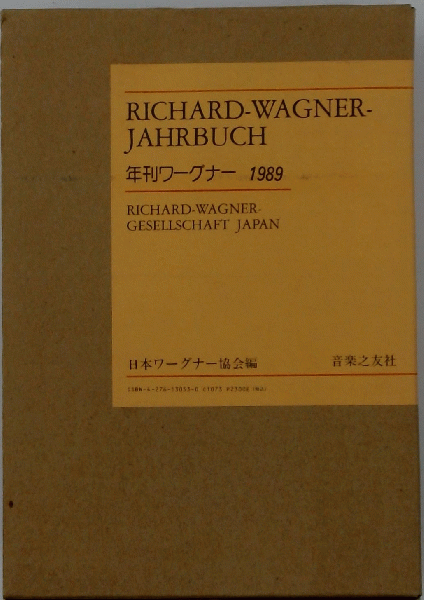 RICHARD-WAGNER-
JAHRBUCH
年刊ワーグナー 1989
RICHARD-WAGNER-
GESELLSCHAFT JAPAN
日本ワーグナー協会編
音楽之友社